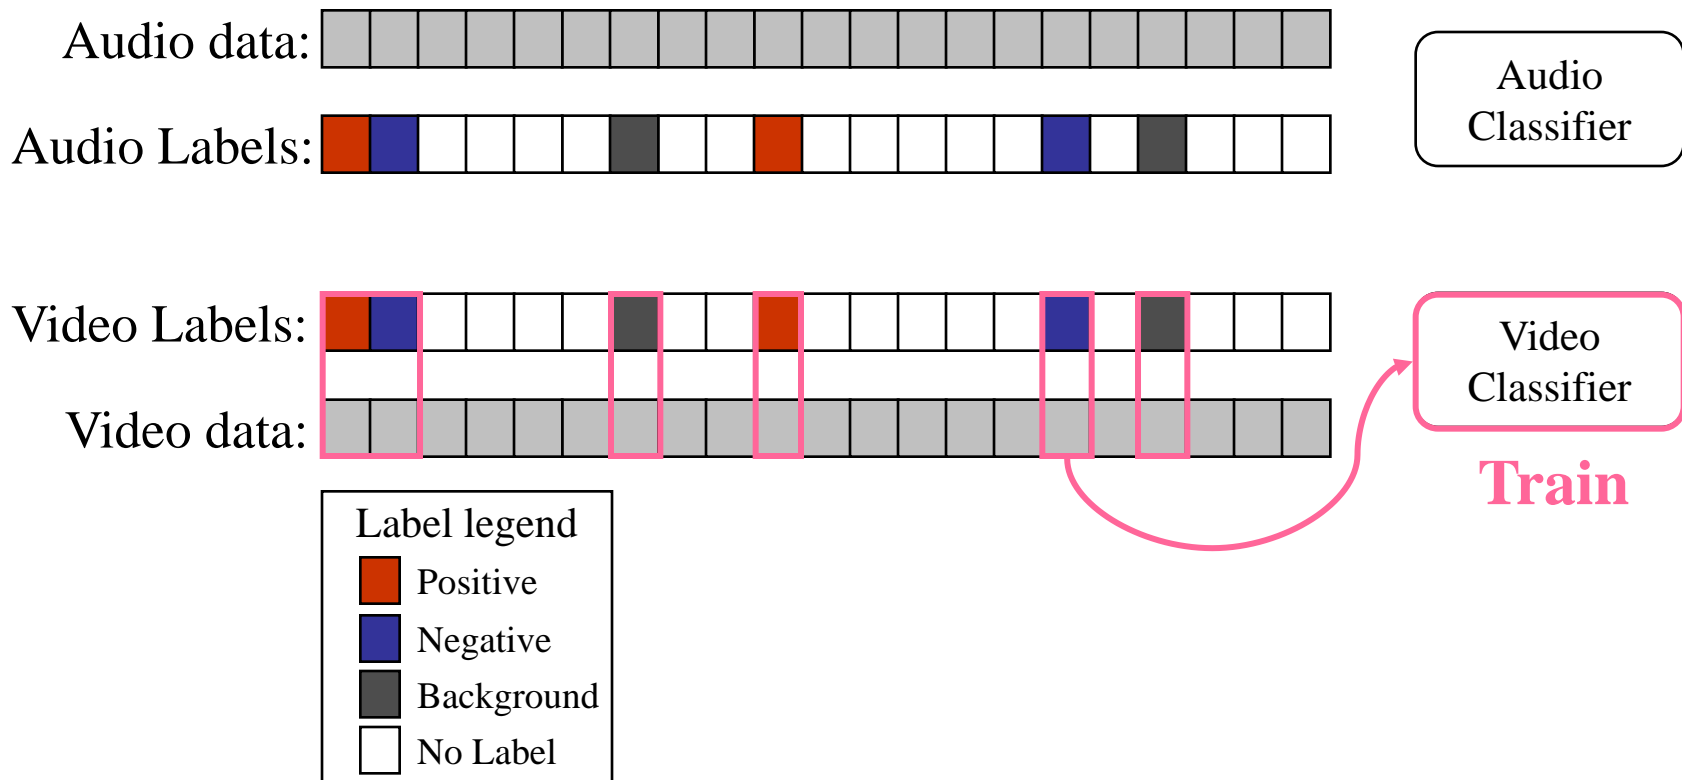 Audio data:
Audio
Classifier
Audio Labels:
Video Labels:
Video
Classifier
Video data:
Train
Label legend
Positive
Negative
Background
No Label